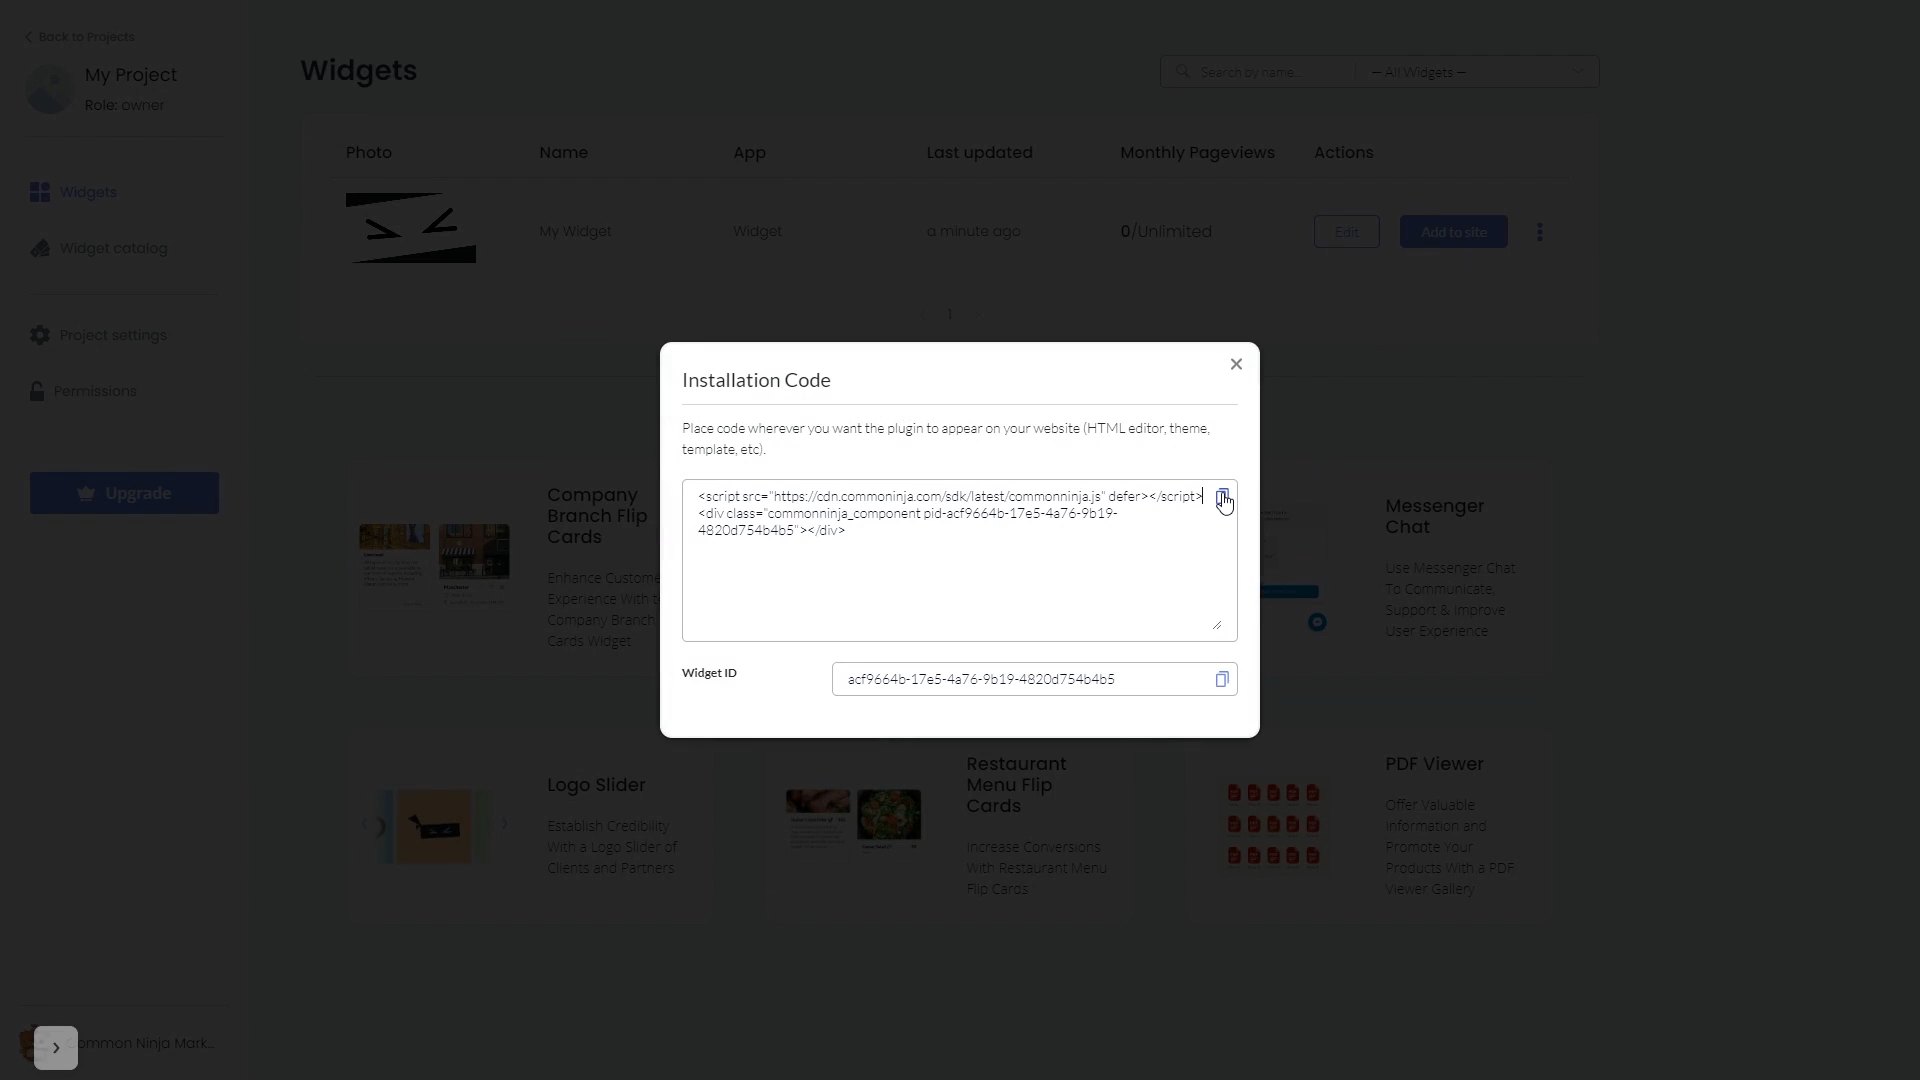 Back to Projects
My Project
Role: owner
Widgets
Widget catalog
Project settings
Permissions
Upgrade
Widgets
Search by name...
— All Widgets —
Photo
Name
App
Last updated
Monthly Pageviews
Actions
My Widget
Widget
a minute ago
0/Unlimited
Edit
Add to site
1
Installation Code
Place code wherever you want the plugin to appear on your website (HTML editor, theme,
template, etc).
<script src="https://cdn.commoninja.com/sdk/latest/commonninja.js" defer></script>
<div class="commonninja_component pid-acf9664b-17e5-4a76-9b19-
4820d754b4b5"></div>
Widget ID
acf9664b-17e5-4a76-9b19-4820d754b4b5
Company
Branch Flip
Cards
Enhance Custome
Experience With
Company Branch
Cards Widget
Messenger
Chat
Use Messenger Chat
To Communicate,
Support & Improve
User Experience
Logo Slider
Establish Credibility
With a Logo Slider of
Clients and Partners
Restaurant
Menu Flip
Cards
Increase Conversions
With Restaurant Menu
Flip Cards
PDF Viewer
Offer Valuable
Information and
Promote Your
Products With a PDF
Viewer Gallery
ommon Ninja Mark...